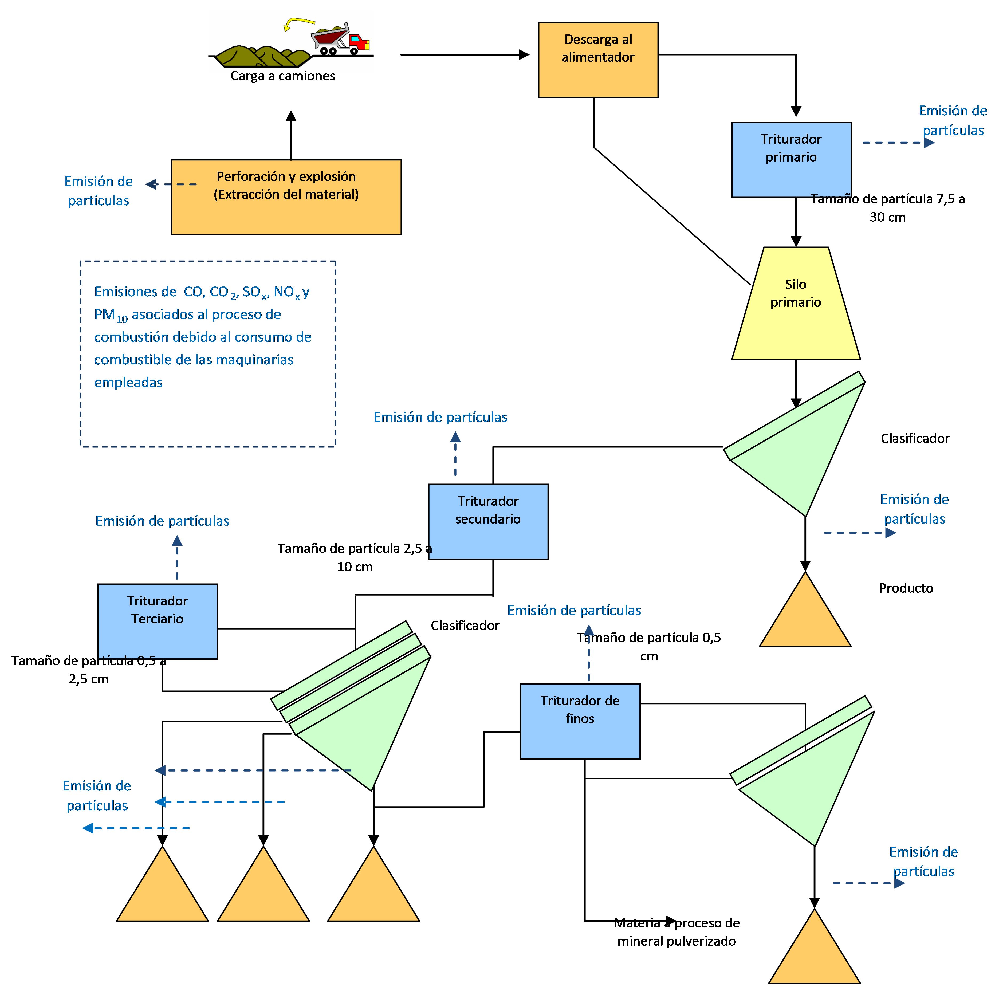 Carga a camiones
Descarga al
alimentador
Emisión de
partículas
Triturador
primario
Perforación y explosión
(Extracción del material)
Emisión de
partículas
Tamaño de partícula 7,5 a
30 cm
Silo
primario
Emisiones de  CO, CO2, SOx, NOx y
PM10 asociados al proceso de
combustión debido al consumo de
combustible de las maquinarias
empleadas
Emisión de partículas
Clasificador
Triturador
secundario
Emisión de
partículas
Emisión de partículas
Tamaño de partícula 2,5 a
10 cm
Producto
Triturador
Terciario
Emisión de partículas
Clasificador
Tamaño de partícula 0,5
cm
Tamaño de partícula 0,5 a
2,5 cm
Triturador de
finos
Emisión de
partículas
Emisión de
partículas
Materia a proceso de
mineral pulverizado